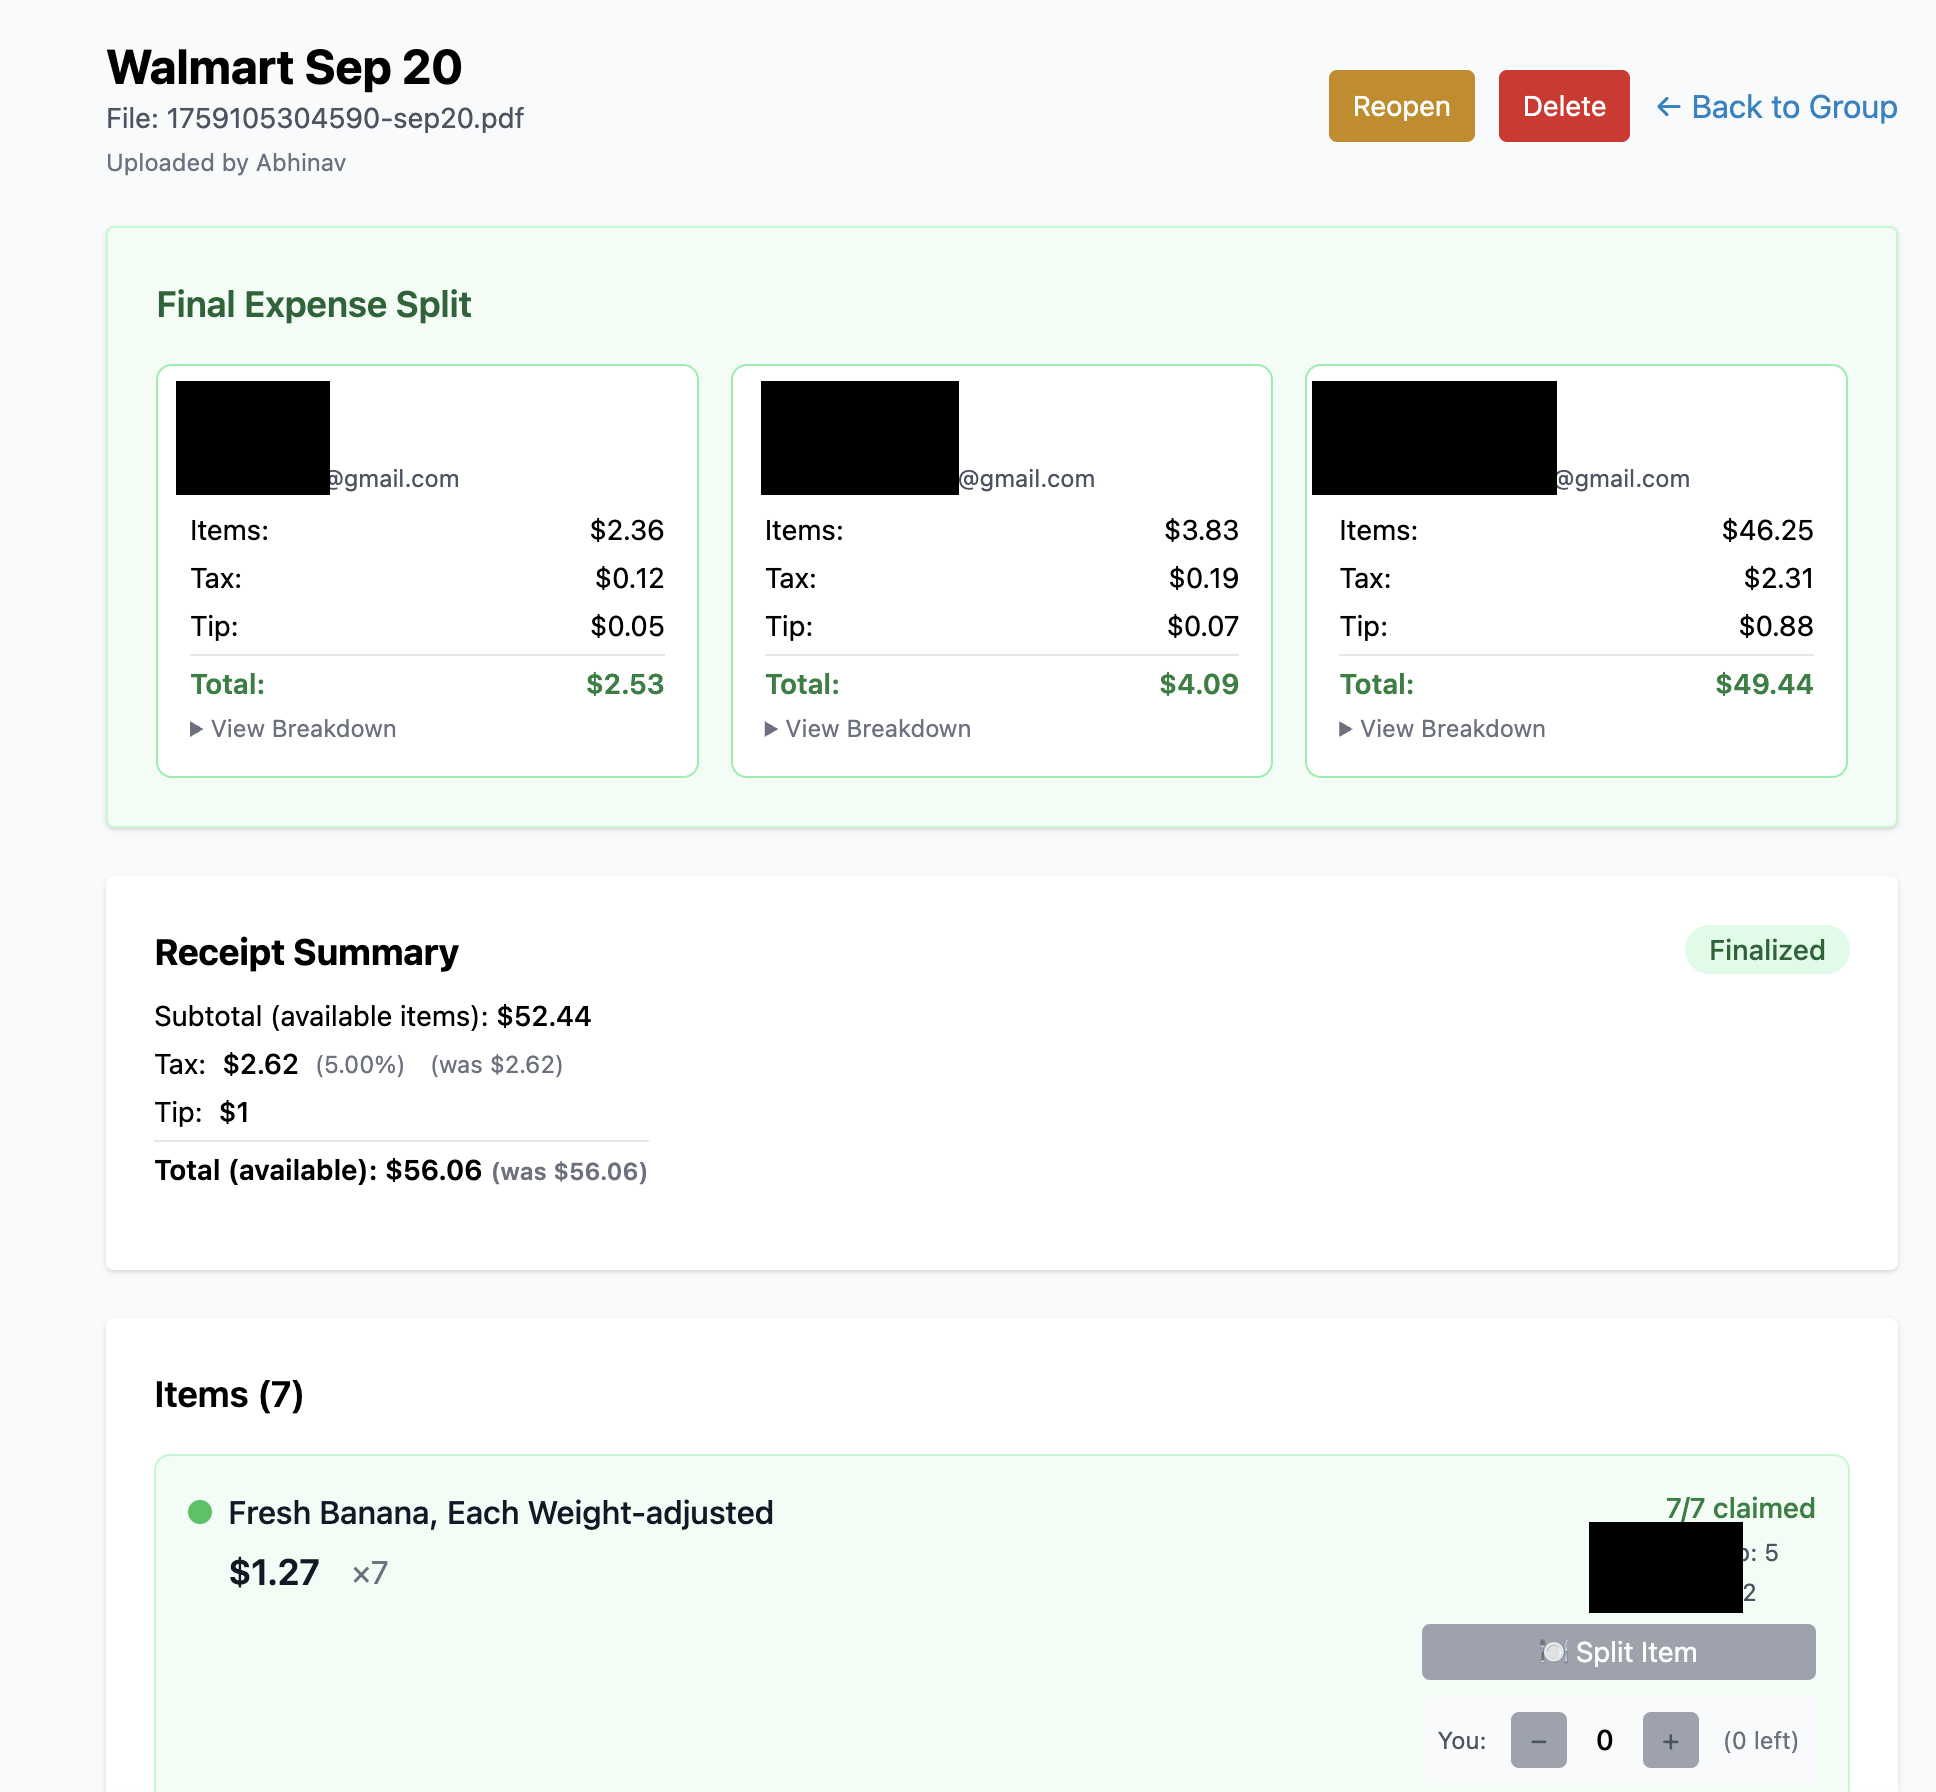 Walmart Sep 20
File: 1759105304590-sep20.pdf
Uploaded by Abhinav
Reopen
Delete
← Back to Group
Final Expense Split
@gmail.com
Items: $2.36
Tax: $0.12
Tip: $0.05
Total: $2.53
▶ View Breakdown
@gmail.com
Items: $3.83
Tax: $0.19
Tip: $0.07
Total: $4.09
▶ View Breakdown
@gmail.com
Items: $46.25
Tax: $2.31
Tip: $0.88
Total: $49.44
▶ View Breakdown
Receipt Summary
Finalized
Subtotal (available items): $52.44
Tax: $2.62 (5.00%) (was $2.62)
Tip: $1
Total (available): $56.06 (was $56.06)
Items (7)
Fresh Banana, Each Weight-adjusted
$1.27 ×7
7/7 claimed
: 5
2
🍽 Split Item
You: − 0 + (0 left)